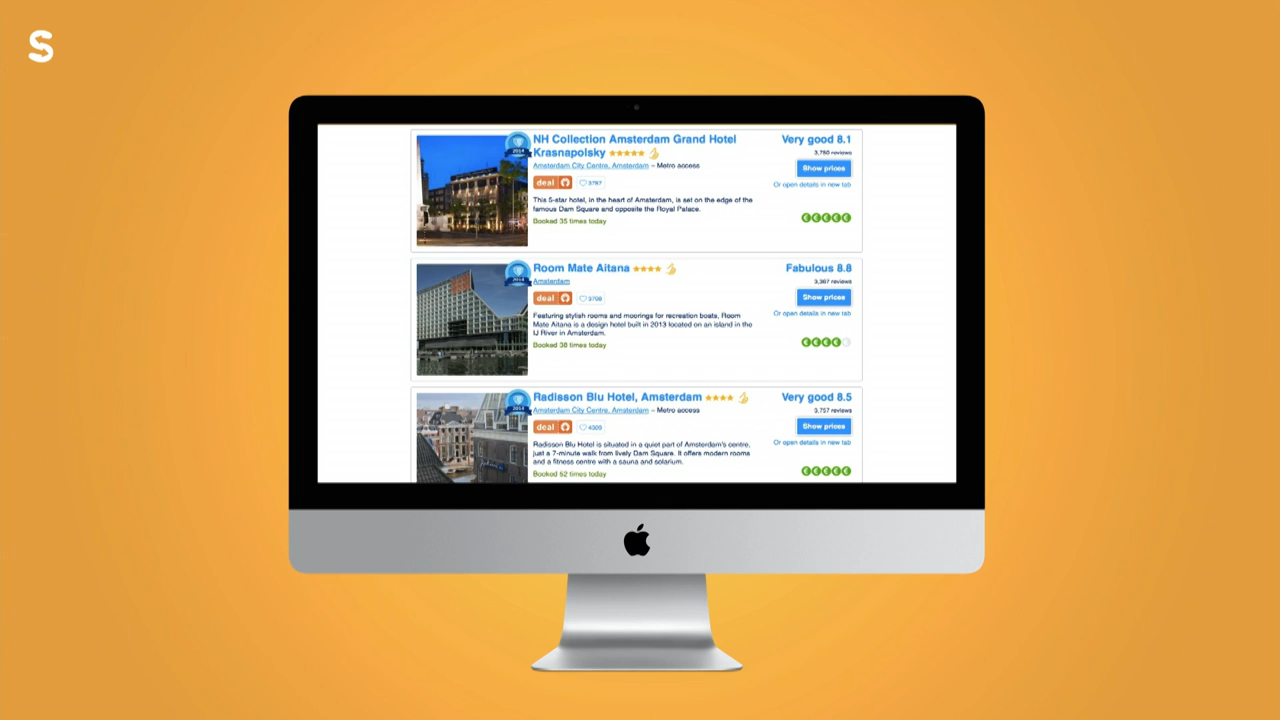 S
NH Collection Amsterdam Grand Hotel
Krasnapolsky
Amsterdam City Centre, Amsterdam – Metro access
deal
This 5-star hotel, in the heart of Amsterdam, is set on the edge of the
famous Dam Square and opposite the Royal Palace.
Booked 35 times today
Very good 8.1
Show prices
Or open details in new tab
Room Mate Aitana
Amsterdam
deal 3708
Featuring stylish rooms and moorings for recreation boats, Room
Mate Aitana is a design hotel built in 2013 located on an island in the
IJ River in Amsterdam.
Booked 38 times today
Fabulous 8.8
3,367 reviews
Show prices
Or open details in new tab
Radisson Blu Hotel, Amsterdam
Amsterdam City Centre, Amsterdam – Metro access
deal 4309
Radisson Blu Hotel is situated in a quiet part of Amsterdam's centre,
just a 7-minute walk from lively Dam Square. It offers modern rooms
and a fitness centre with a sauna and solarium.
Booked 52 times today
Very good 8.5
3,757 reviews
Show prices
Or open details in new tab